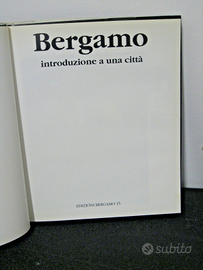 Bergamo
introduzione a una città
EDIZIONI BERGAMO 15
subito